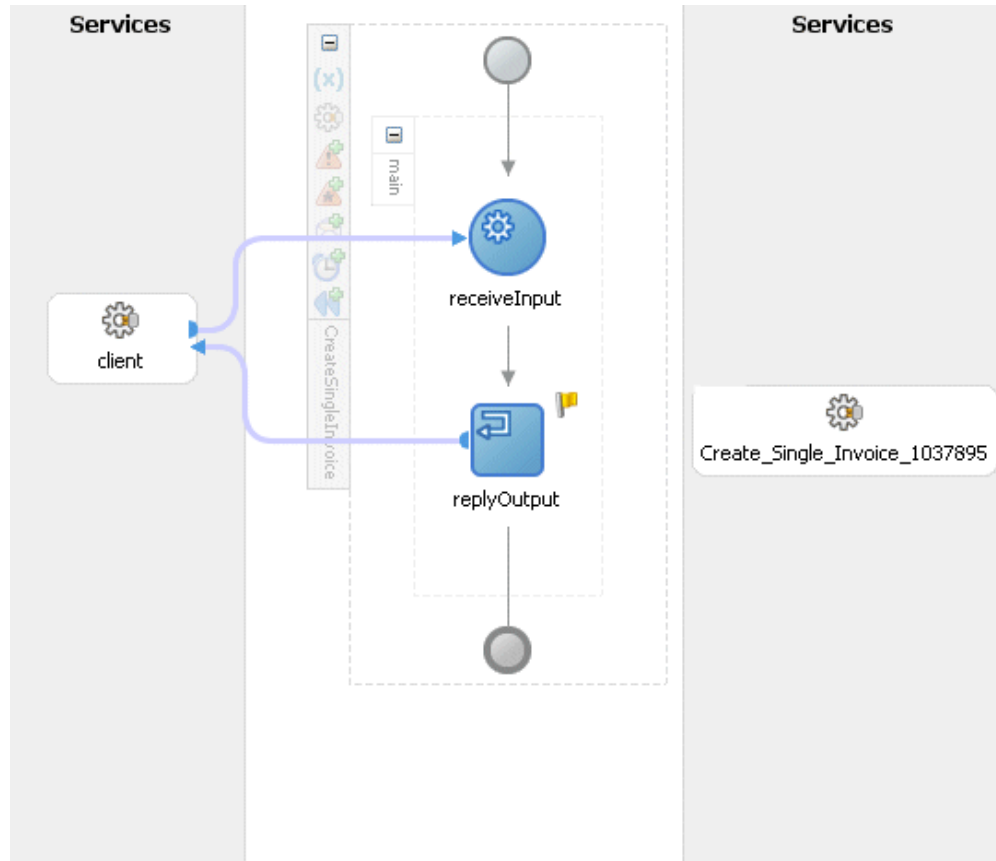 Services
Services
(x)
main
receiveInput
client
CreateSingleInvoice
Create_Single_Invoice_1037895
replyOutput